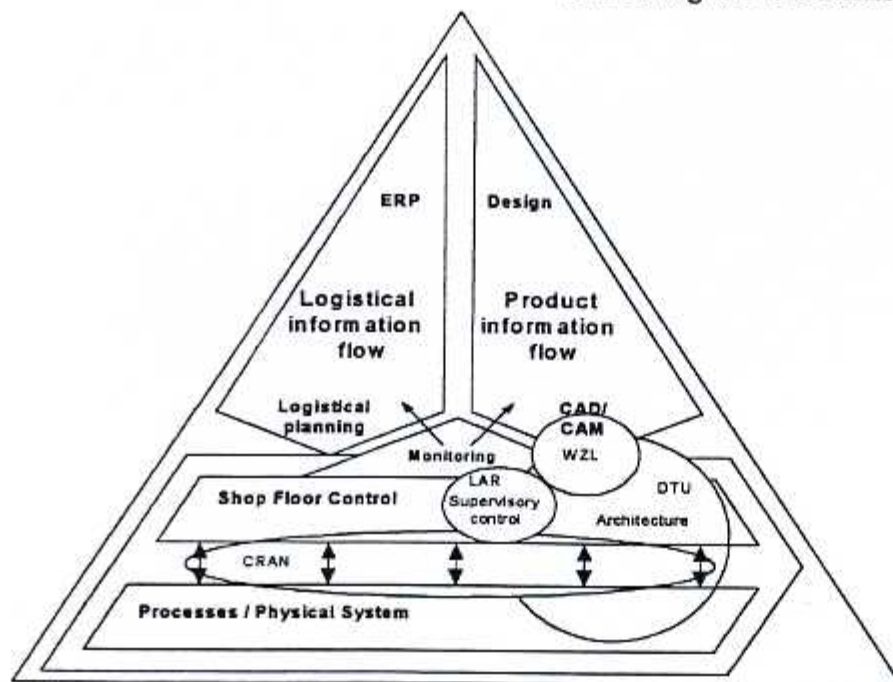 ERP
Design
Logistical
information
flow
Product
information
flow
Logistical
planning
CAD/
CAM
Monitoring
WZL
LAR
Supervisory
control
Shop Floor Control
DTU
Architecture
CRAN
Processes / Physical System